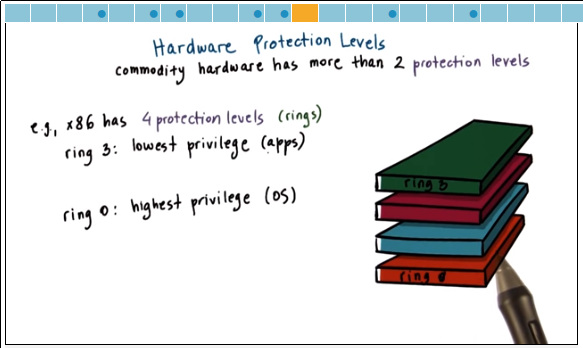 Hardware Protection Levels
commodity hardware has more than 2 protection levels
e.g., x86 has 4 protection levels (rings)
ring 3: lowest privilege (apps)
ring 3
ring 0: highest privilege (OS)
ring 0